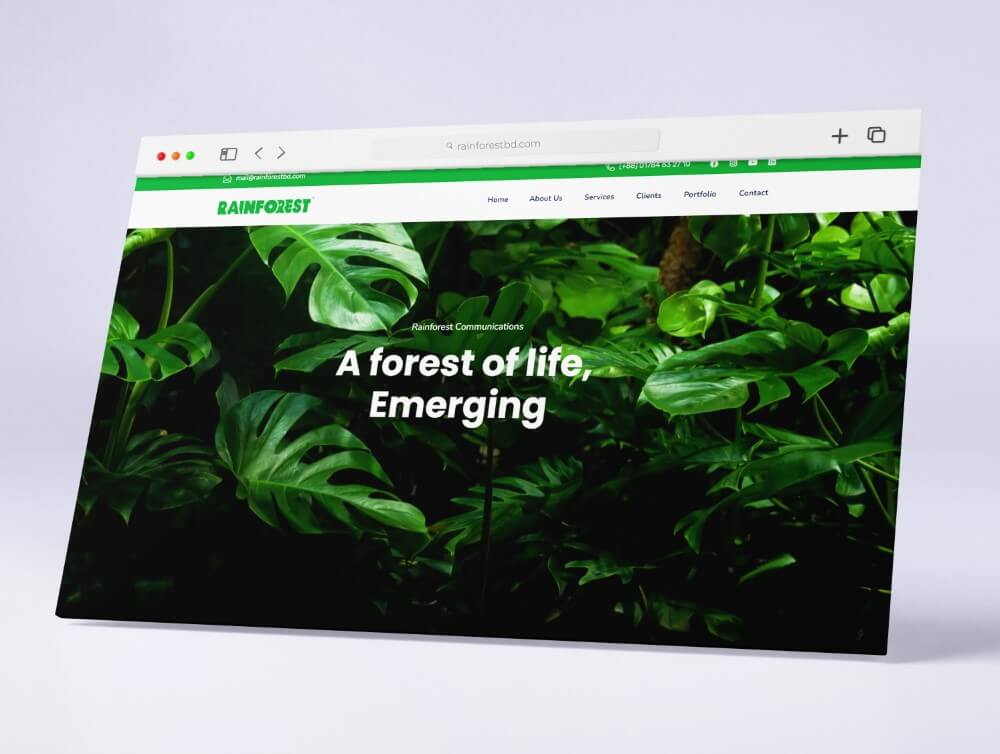 rainforestbd.com
mail@rainforestbd.com
(+88) 01784 63 27 10
RAINFOREST
Home About Us Services Clients Portfolio Contact
Rainforest Communications
A forest of life,
Emerging